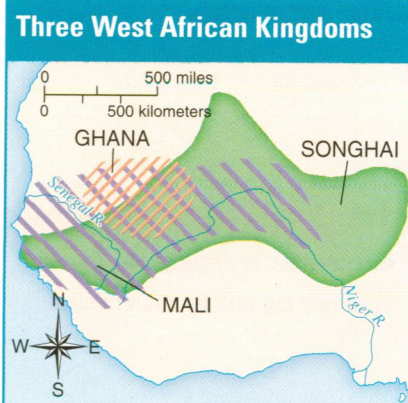 Three West African Kingdoms
0 500 miles
0 500 kilometers
GHANA
SONGHAI
Senegal R.
MALI
Niger R.
N
W E
S